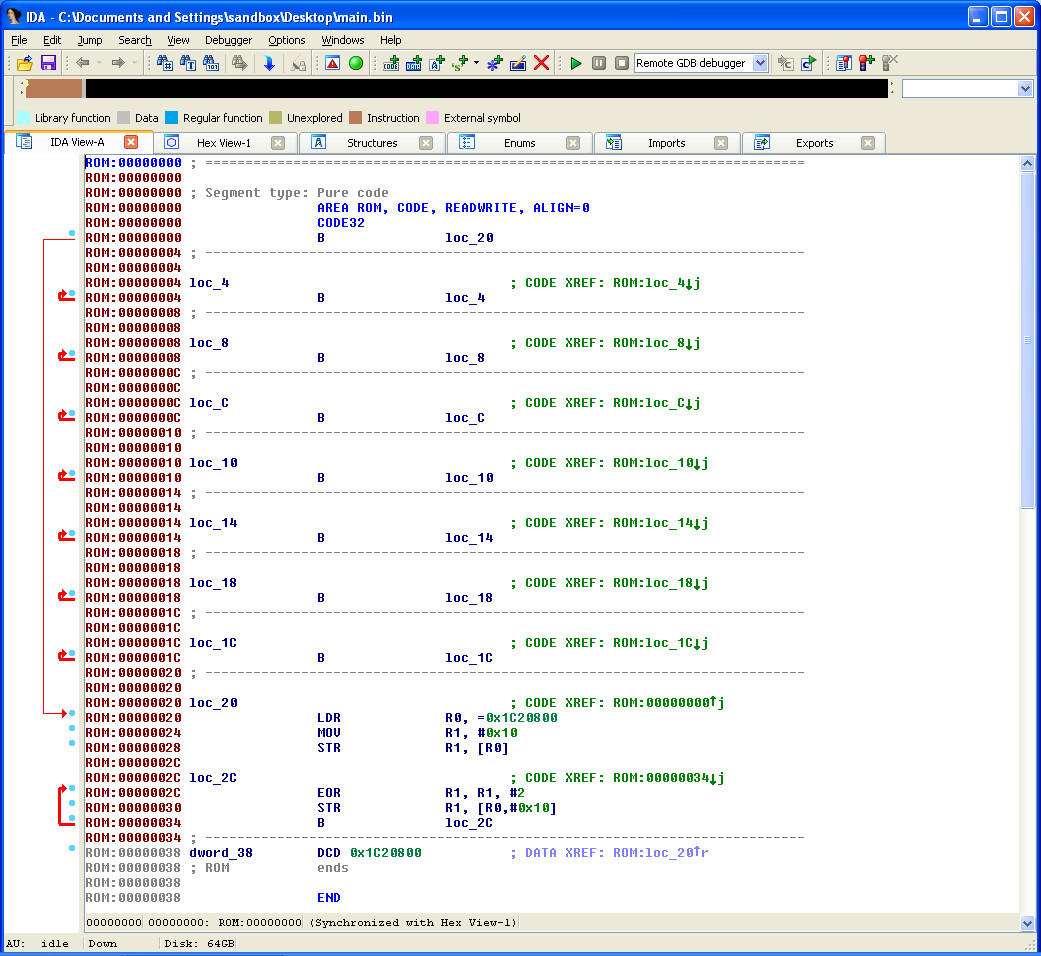 IDA - C:\Documents and Settings\sandbox\Desktop\main.bin
File Edit Jump Search View Debugger Options Windows Help
Remote GDB debugger
Library function Data Regular function Unexplored Instruction External symbol
IDA View-A Hex View-1 Structures Enums Imports Exports
ROM:00000000 ; ===========================================================================
ROM:00000000
ROM:00000000 ; Segment type: Pure code
ROM:00000000 AREA ROM, CODE, READWRITE, ALIGN=0
ROM:00000000 CODE32
ROM:00000000 B loc_20
ROM:00000004 ; ---------------------------------------------------------------------------
ROM:00000004
ROM:00000004 loc_4 ; CODE XREF: ROM:loc_4↓j
ROM:00000004 B loc_4
ROM:00000008 ; ---------------------------------------------------------------------------
ROM:00000008
ROM:00000008 loc_8 ; CODE XREF: ROM:loc_8↓j
ROM:00000008 B loc_8
ROM:0000000C ; ---------------------------------------------------------------------------
ROM:0000000C
ROM:0000000C loc_C ; CODE XREF: ROM:loc_C↓j
ROM:0000000C B loc_C
ROM:00000010 ; ---------------------------------------------------------------------------
ROM:00000010
ROM:00000010 loc_10 ; CODE XREF: ROM:loc_10↓j
ROM:00000010 B loc_10
ROM:00000014 ; ---------------------------------------------------------------------------
ROM:00000014
ROM:00000014 loc_14 ; CODE XREF: ROM:loc_14↓j
ROM:00000014 B loc_14
ROM:00000018 ; ---------------------------------------------------------------------------
ROM:00000018
ROM:00000018 loc_18 ; CODE XREF: ROM:loc_18↓j
ROM:00000018 B loc_18
ROM:0000001C ; ---------------------------------------------------------------------------
ROM:0000001C
ROM:0000001C loc_1C ; CODE XREF: ROM:loc_1C↓j
ROM:0000001C B loc_1C
ROM:00000020 ; ---------------------------------------------------------------------------
ROM:00000020
ROM:00000020 loc_20 ; CODE XREF: ROM:00000000↑j
ROM:00000020 LDR R0, =0x1C20800
ROM:00000024 MOV R1, #0x10
ROM:00000028 STR R1, [R0]
ROM:0000002C
ROM:0000002C loc_2C ; CODE XREF: ROM:00000034↓j
ROM:0000002C EOR R1, R1, #2
ROM:00000030 STR R1, [R0,#0x10]
ROM:00000034 B loc_2C
ROM:00000034 ; ---------------------------------------------------------------------------
ROM:00000038 dword_38 DCD 0x1C20800 ; DATA XREF: ROM:loc_20↑r
ROM:00000038 ; ROM ends
ROM:00000038
ROM:00000038 END
00000000 00000000: ROM:00000000 (Synchronized with Hex View-1)
AU: idle Down Disk: 64GB